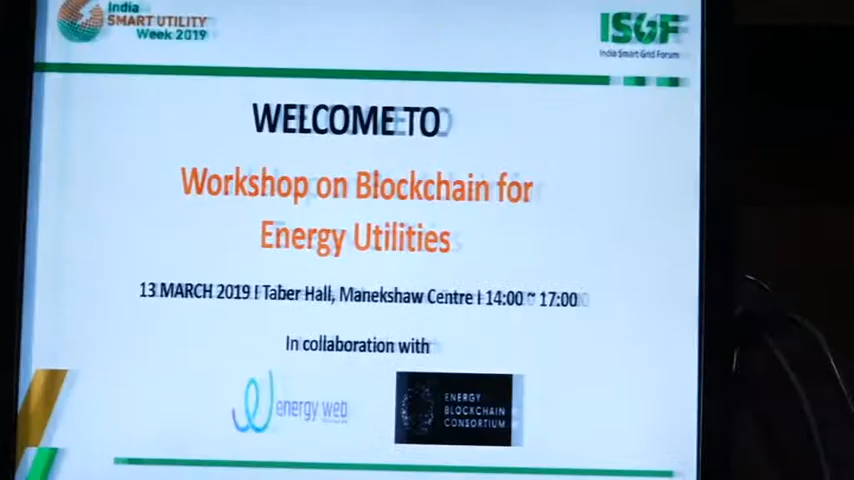 India
SMART UTILITY
Week 2019
ISGF
India Smart Grid Forum
WELCOME TO
Workshop on Blockchain for
Energy Utilities
13 MARCH 2019 I Taber Hall, Manekshaw Centre I 14:00 ~ 17:00
In collaboration with
energy web
ENERGY
BLOCKCHAIN
CONSORTIUM